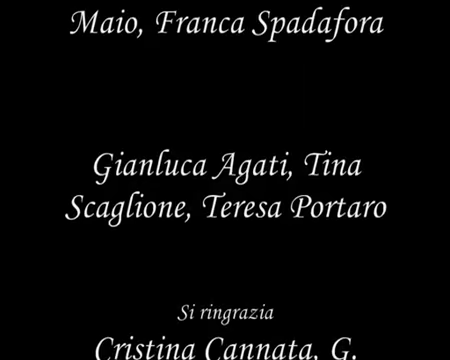 Maio, Franca Spadafora
Gianluca Agati, Tina
Scaglione, Teresa Portaro
Si ringrazia
Cristina Cannata, G.